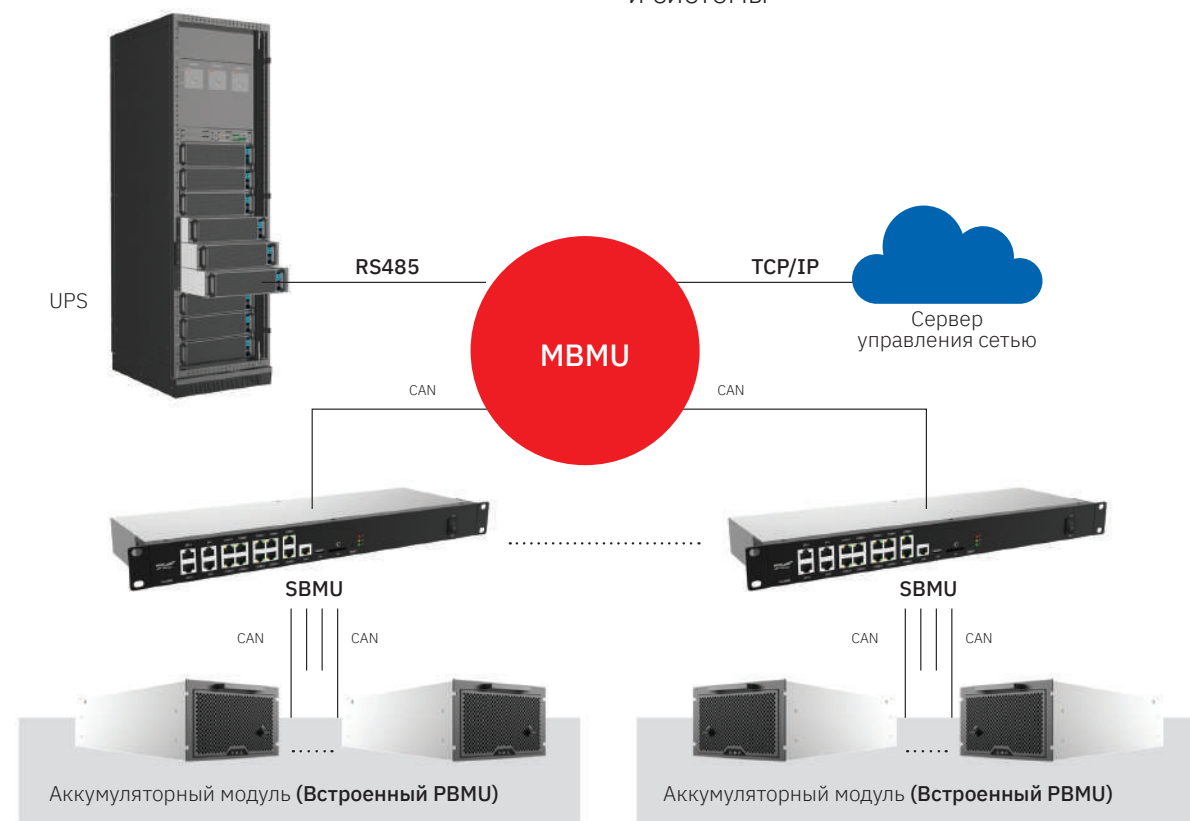 и системы
RS485
TCP/IP
UPS
Сервер
управления сетью
MBMU
CAN
CAN
SBMU
SBMU
CAN
CAN
CAN
CAN
Аккумуляторный модуль (Встроенный PBMU)
Аккумуляторный модуль (Встроенный PBMU)